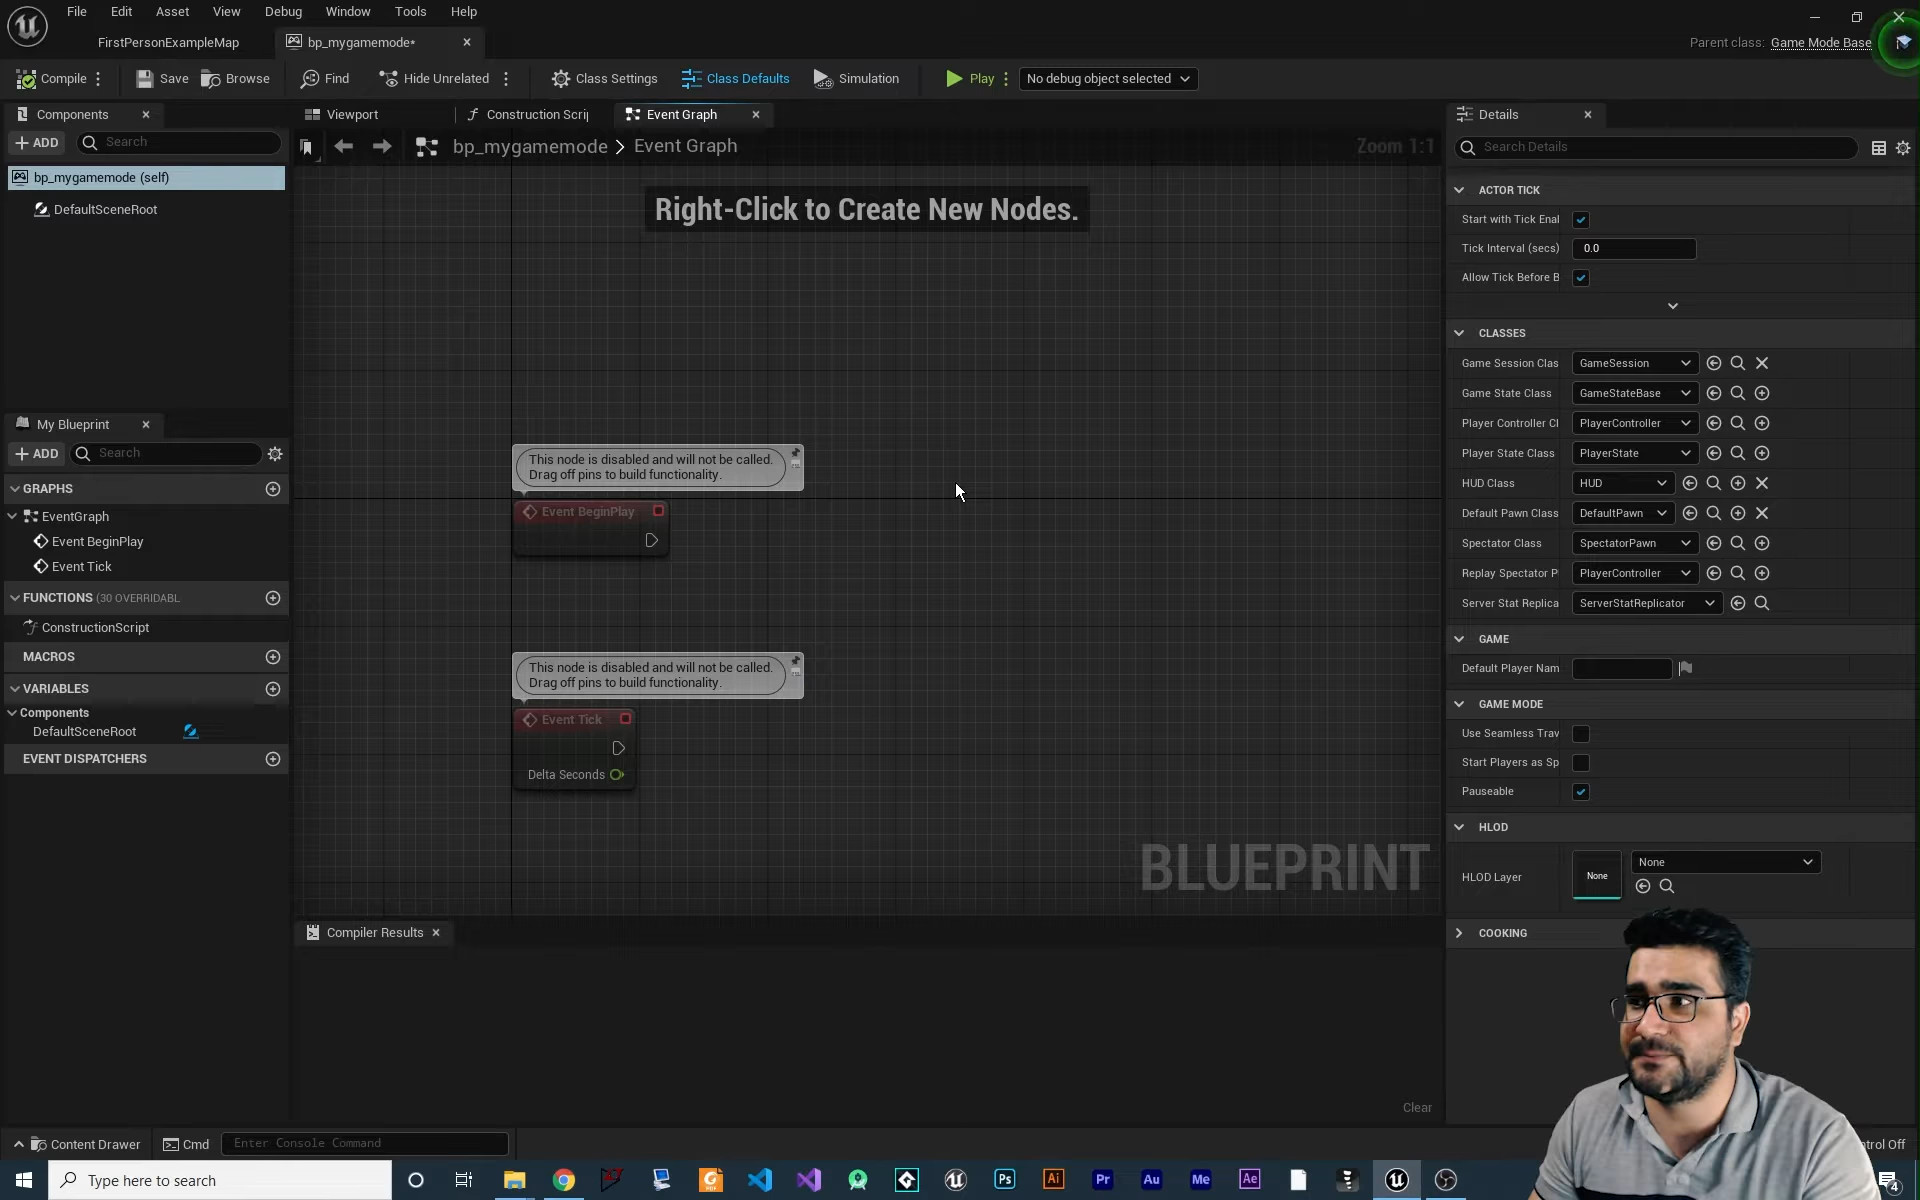 File Edit Asset View Debug Window Tools Help
FirstPersonExampleMap
bp_mygamemode*
Parent class: Game Mode Base
Compile
Save
Browse
Find
Hide Unrelated
Class Settings
Class Defaults
Simulation
Play
No debug object selected
Components
ADD
Search
bp_mygamemode (self)
DefaultSceneRoot
Viewport
Construction Scrip
Event Graph
bp_mygamemode > Event Graph
Zoom 1:1
Right-Click to Create New Nodes.
This node is disabled and will not be called.
Drag off pins to build functionality.
Event BeginPlay
This node is disabled and will not be called.
Drag off pins to build functionality.
Event Tick
Delta Seconds
BLUEPRINT
My Blueprint
ADD
Search
GRAPHS
EventGraph
Event BeginPlay
Event Tick
FUNCTIONS (30 OVERRIDABL
ConstructionScript
MACROS
VARIABLES
Components
DefaultSceneRoot
EVENT DISPATCHERS
Compiler Results
Clear
Details
Search Details
ACTOR TICK
Start with Tick Enal
Tick Interval (secs) 0.0
Allow Tick Before B
CLASSES
Game Session Clas GameSession
Game State Class GameStateBase
Player Controller Cl PlayerController
Player State Class PlayerState
HUD Class HUD
Default Pawn Class DefaultPawn
Spectator Class SpectatorPawn
Replay Spectator P PlayerController
Server Stat Replica ServerStatReplicator
GAME
Default Player Nam
GAME MODE
Use Seamless Trav
Start Players as Sp
Pauseable
HLOD
HLOD Layer None None
COOKING
Content Drawer
Cmd
Enter Console Command
ntrol Off
Type here to search
Ps Ai Pr Au Me Ae
4